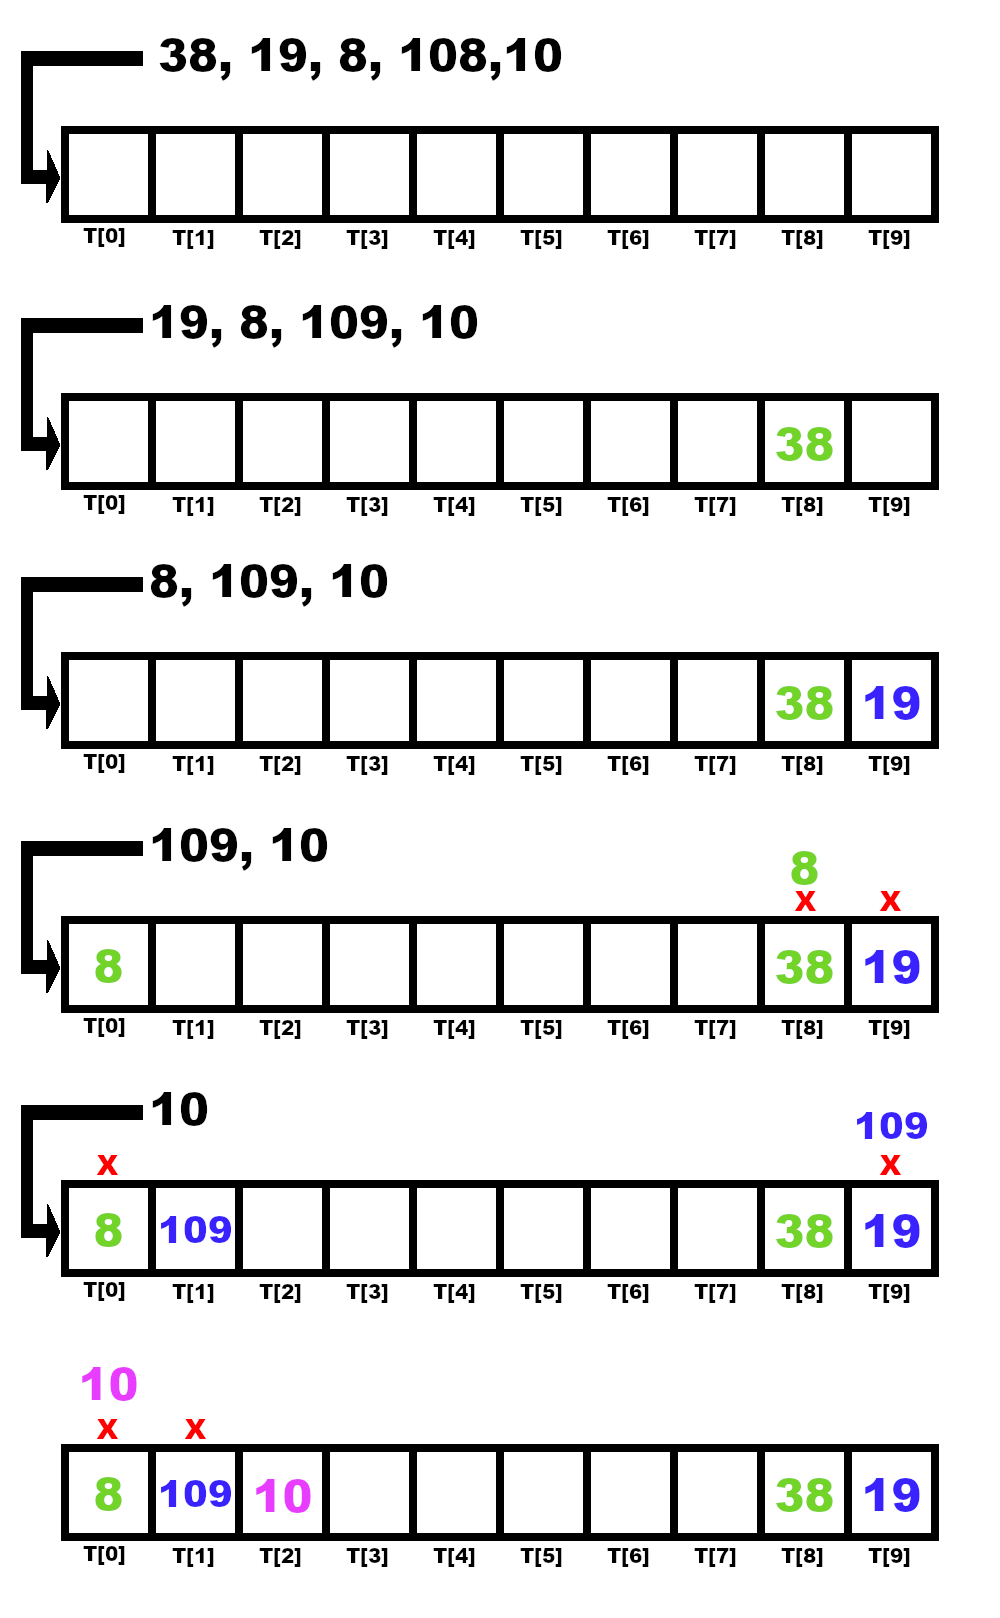 38, 19, 8, 108,10
T[0] T[1] T[2] T[3] T[4] T[5] T[6] T[7] T[8] T[9]
19, 8, 109, 10
38
T[0] T[1] T[2] T[3] T[4] T[5] T[6] T[7] T[8] T[9]
8, 109, 10
38 19
T[0] T[1] T[2] T[3] T[4] T[5] T[6] T[7] T[8] T[9]
109, 10
8
x x
8 38 19
T[0] T[1] T[2] T[3] T[4] T[5] T[6] T[7] T[8] T[9]
10
109
x x
8 109 38 19
T[0] T[1] T[2] T[3] T[4] T[5] T[6] T[7] T[8] T[9]
10
x x
8 109 10 38 19
T[0] T[1] T[2] T[3] T[4] T[5] T[6] T[7] T[8] T[9]